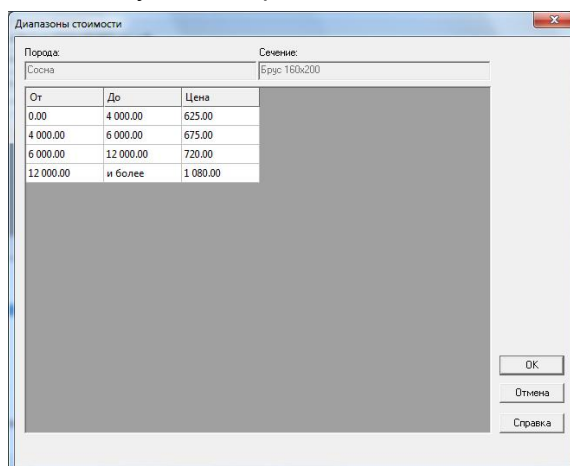 Диапазоны стоимости
x
Порода: Сечение:
Сосна Брус 160x200
От До Цена
0.00 4 000.00 625.00
4 000.00 6 000.00 675.00
6 000.00 12 000.00 720.00
12 000.00 и более 1 080.00
OK
Отмена
Справка